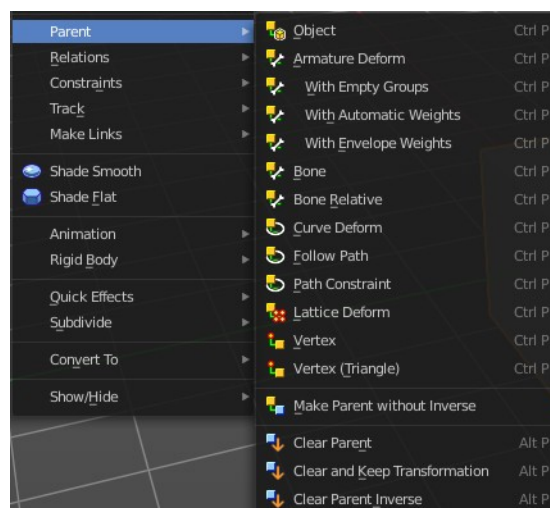 Parent
Relations
Constraints
Track
Make Links
Shade Smooth
Shade Flat
Animation
Rigid Body
Quick Effects
Subdivide
Convert To
Show/Hide
Object Ctrl P
Armature Deform Ctrl P
With Empty Groups Ctrl P
With Automatic Weights Ctrl P
With Envelope Weights Ctrl P
Bone Ctrl P
Bone Relative Ctrl P
Curve Deform Ctrl P
Follow Path Ctrl P
Path Constraint Ctrl P
Lattice Deform Ctrl P
Vertex Ctrl P
Vertex (Triangle) Ctrl P
Make Parent without Inverse
Clear Parent Alt P
Clear and Keep Transformation Alt P
Clear Parent Inverse Alt P